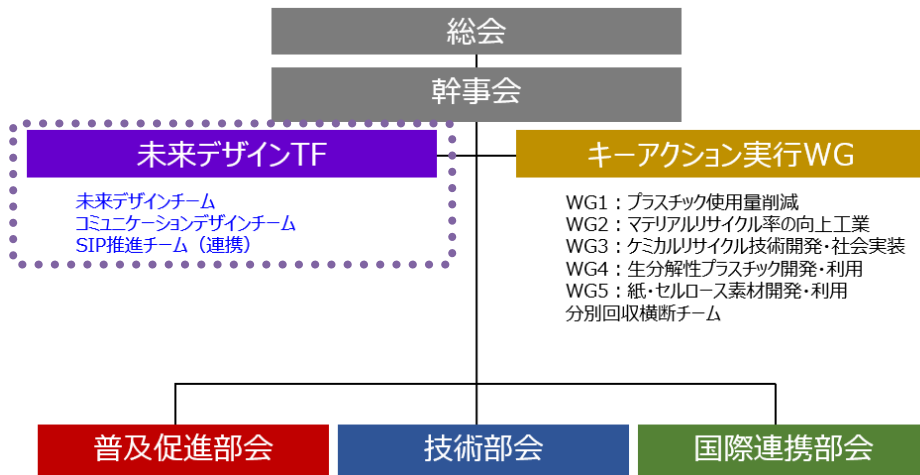 総会
幹事会
未来デザインTF
未来デザインチーム
コミュニケーションデザインチーム
SIP推進チーム（連携）
キーアクション実行WG
WG1：プラスチック使用量削減
WG2：マテリアルリサイクル率の向上工業
WG3：ケミカルリサイクル技術開発・社会実装
WG4：生分解性プラスチック開発・利用
WG5：紙・セルロース素材開発・利用
分別回収横断チーム
普及促進部会
技術部会
国際連携部会